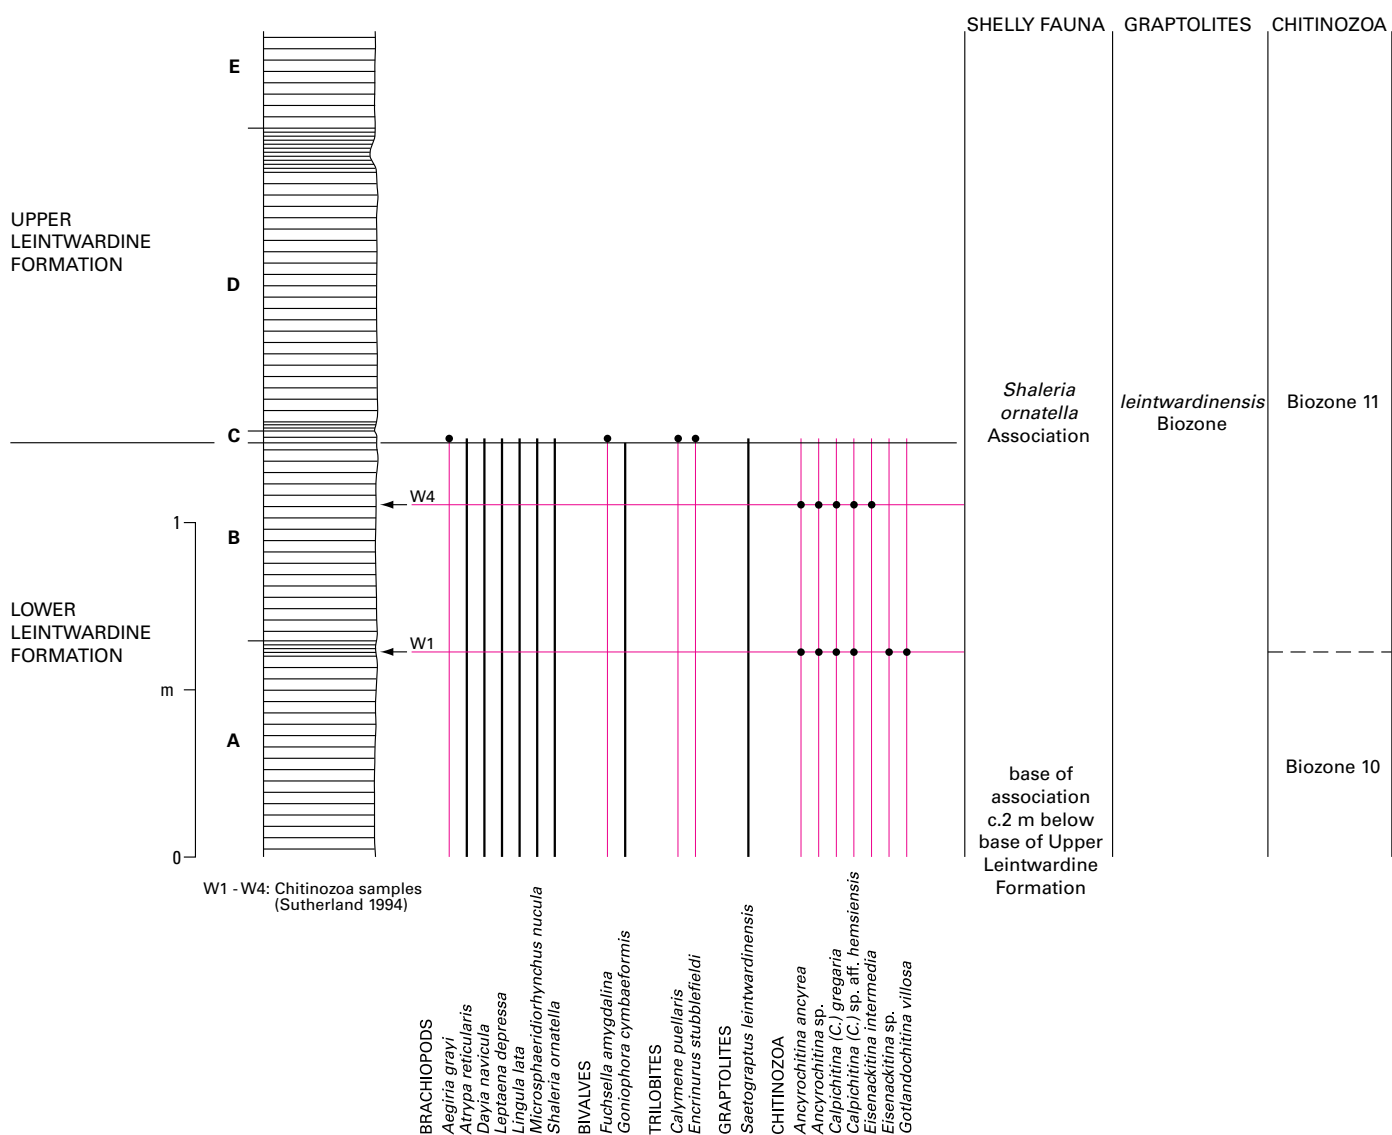 SHELLY FAUNA
GRAPTOLITES
CHITINOZOA
E
UPPER
LEINTWARDINE
FORMATION
D
Shaleria
ornatella
Association
leintwardinensis
Biozone
Biozone 11
C
W4
1
B
LOWER
LEINTWARDINE
FORMATION
W1
m
A
Biozone 10
base of
association
c.2 m below
base of Upper
Leintwardine
Formation
0
W1 - W4: Chitinozoa samples
(Sutherland 1994)
BRACHIOPODS
Aegiria grayi
Atrypa reticularis
Dayia navicula
Leptaena depressa
Lingula lata
Microsphaeridiorhynchus nucula
Shaleria ornatella
BIVALVES
Fuchsella amygdalina
Goniophora cymbaeformis
TRILOBITES
Calymene puellaris
Encrinurus stubblefieldi
GRAPTOLITES
Saetograptus leintwardinensis
CHITINOZOA
Ancyrochitina ancyrea
Ancyrochitina sp.
Calpichitina (C.) gregaria
Calpichitina (C.) sp. aff. hemsiensis
Eisenackitina intermedia
Eisenackitina sp.
Gotlandochitina villosa